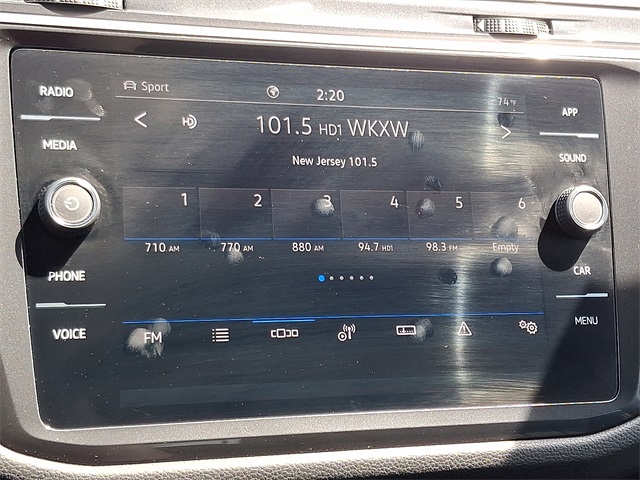 RADIO
Sport
2:20
74 °F
APP
MEDIA
101.5 HD1 WKXW
SOUND
New Jersey 101.5
1 2 3 4 5 6
710 AM 770 AM 880 AM 94.7 HD1 98.3 FM Empty
PHONE
CAR
VOICE
FM
MENU